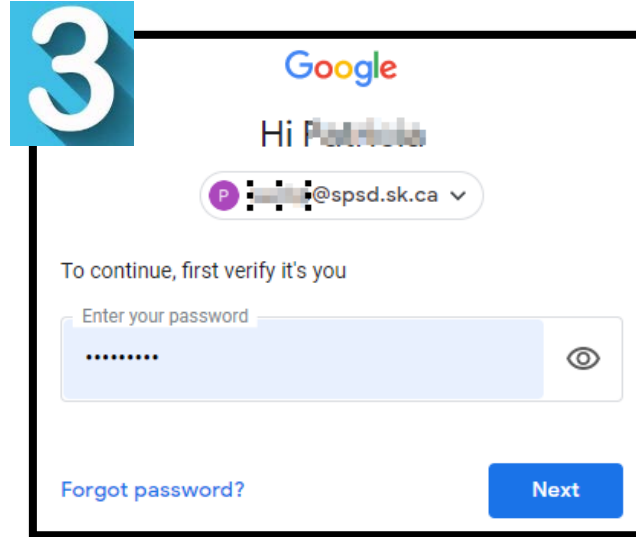 3
Google
Hi
P
@spsd.sk.ca
To continue, first verify it's you
Enter your password
•••••••••
Forgot password?
Next